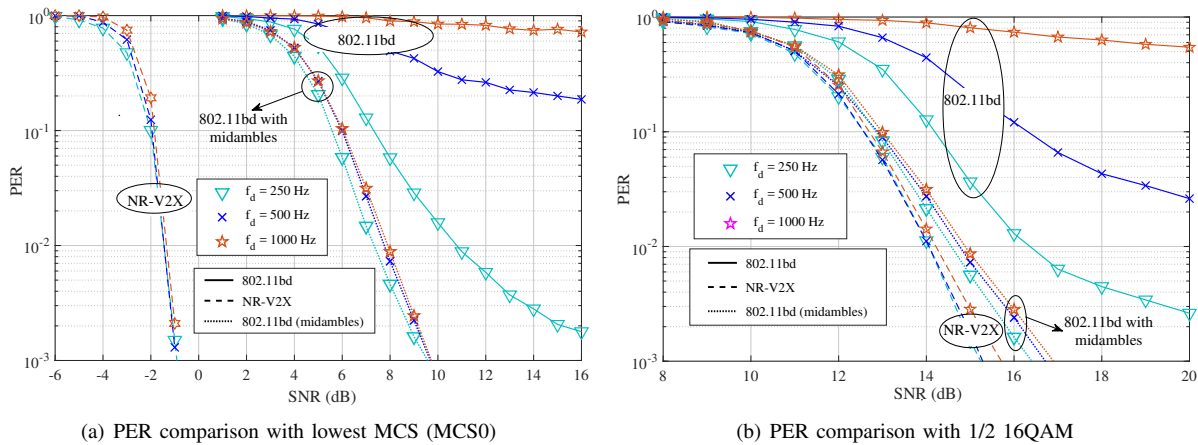 10^0
10^-1
10^-2
10^-3
PER
-6 -4 -2 0 2 4 6 8 10 12 14 16
SNR (dB)
802.11bd
802.11bd with
midambles
NR-V2X
f_d = 250 Hz
f_d = 500 Hz
f_d = 1000 Hz
802.11bd
NR-V2X
802.11bd (midambles)
(a) PER comparison with lowest MCS (MCS0)
10^0
10^-1
10^-2
10^-3
PER
8 10 12 14 16 18 20
SNR (dB)
802.11bd
f_d = 250 Hz
f_d = 500 Hz
f_d = 1000 Hz
802.11bd
NR-V2X
802.11bd (midambles)
NR-V2X
802.11bd with
midambles
(b) PER comparison with 1/2 16QAM